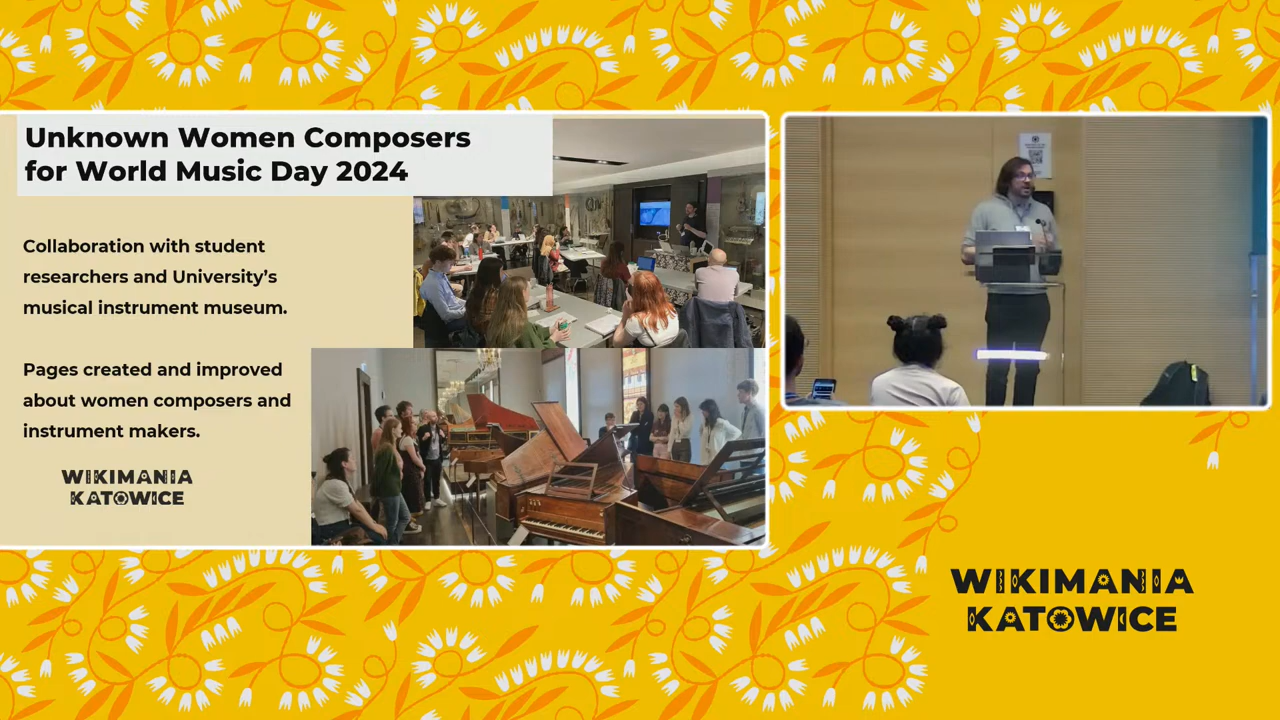 Unknown Women Composers
for World Music Day 2024
Collaboration with student
researchers and University’s
musical instrument museum.
Pages created and improved
about women composers and
instrument makers.
WIKIMANIA
KATOWICE
WIKIMANIA
KATOWICE